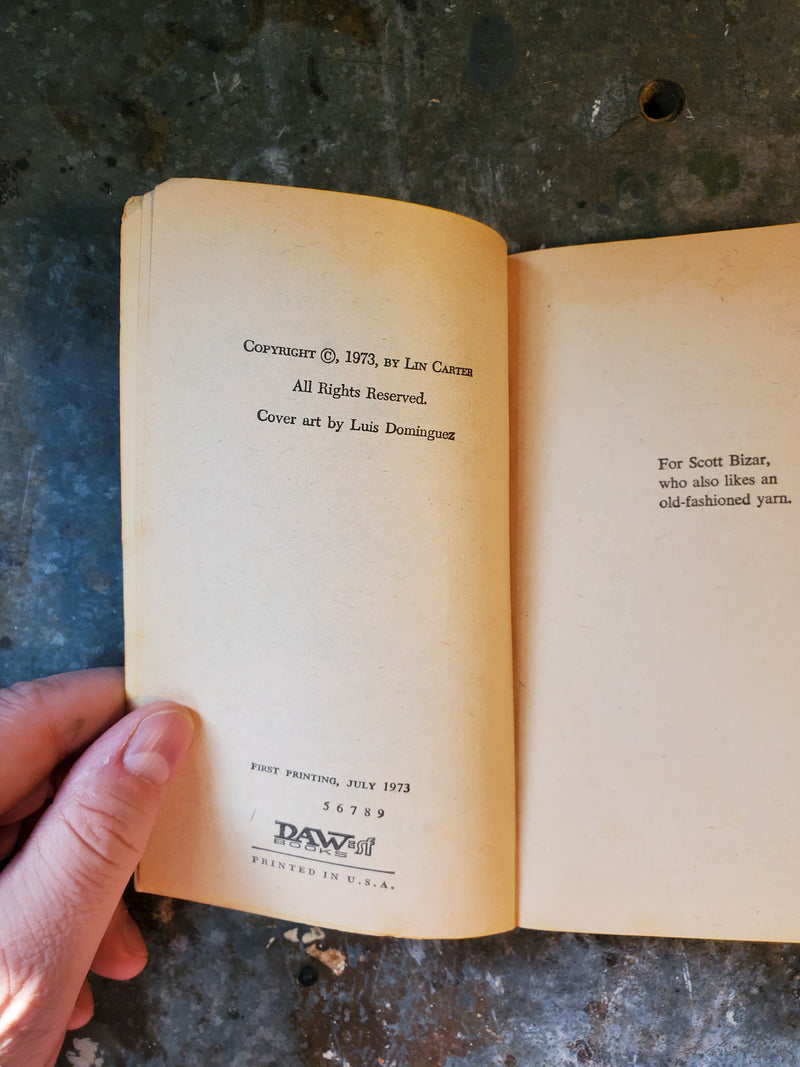 Copyright ©, 1973, by Lin Carter
All Rights Reserved.
Cover art by Luis Dominguez
FIRST PRINTING, JULY 1973
5 6 7 8 9
DAW=sf
BOOKS
PRINTED IN U.S.A.
For Scott Bizar,
who also likes an
old-fashioned yarn.